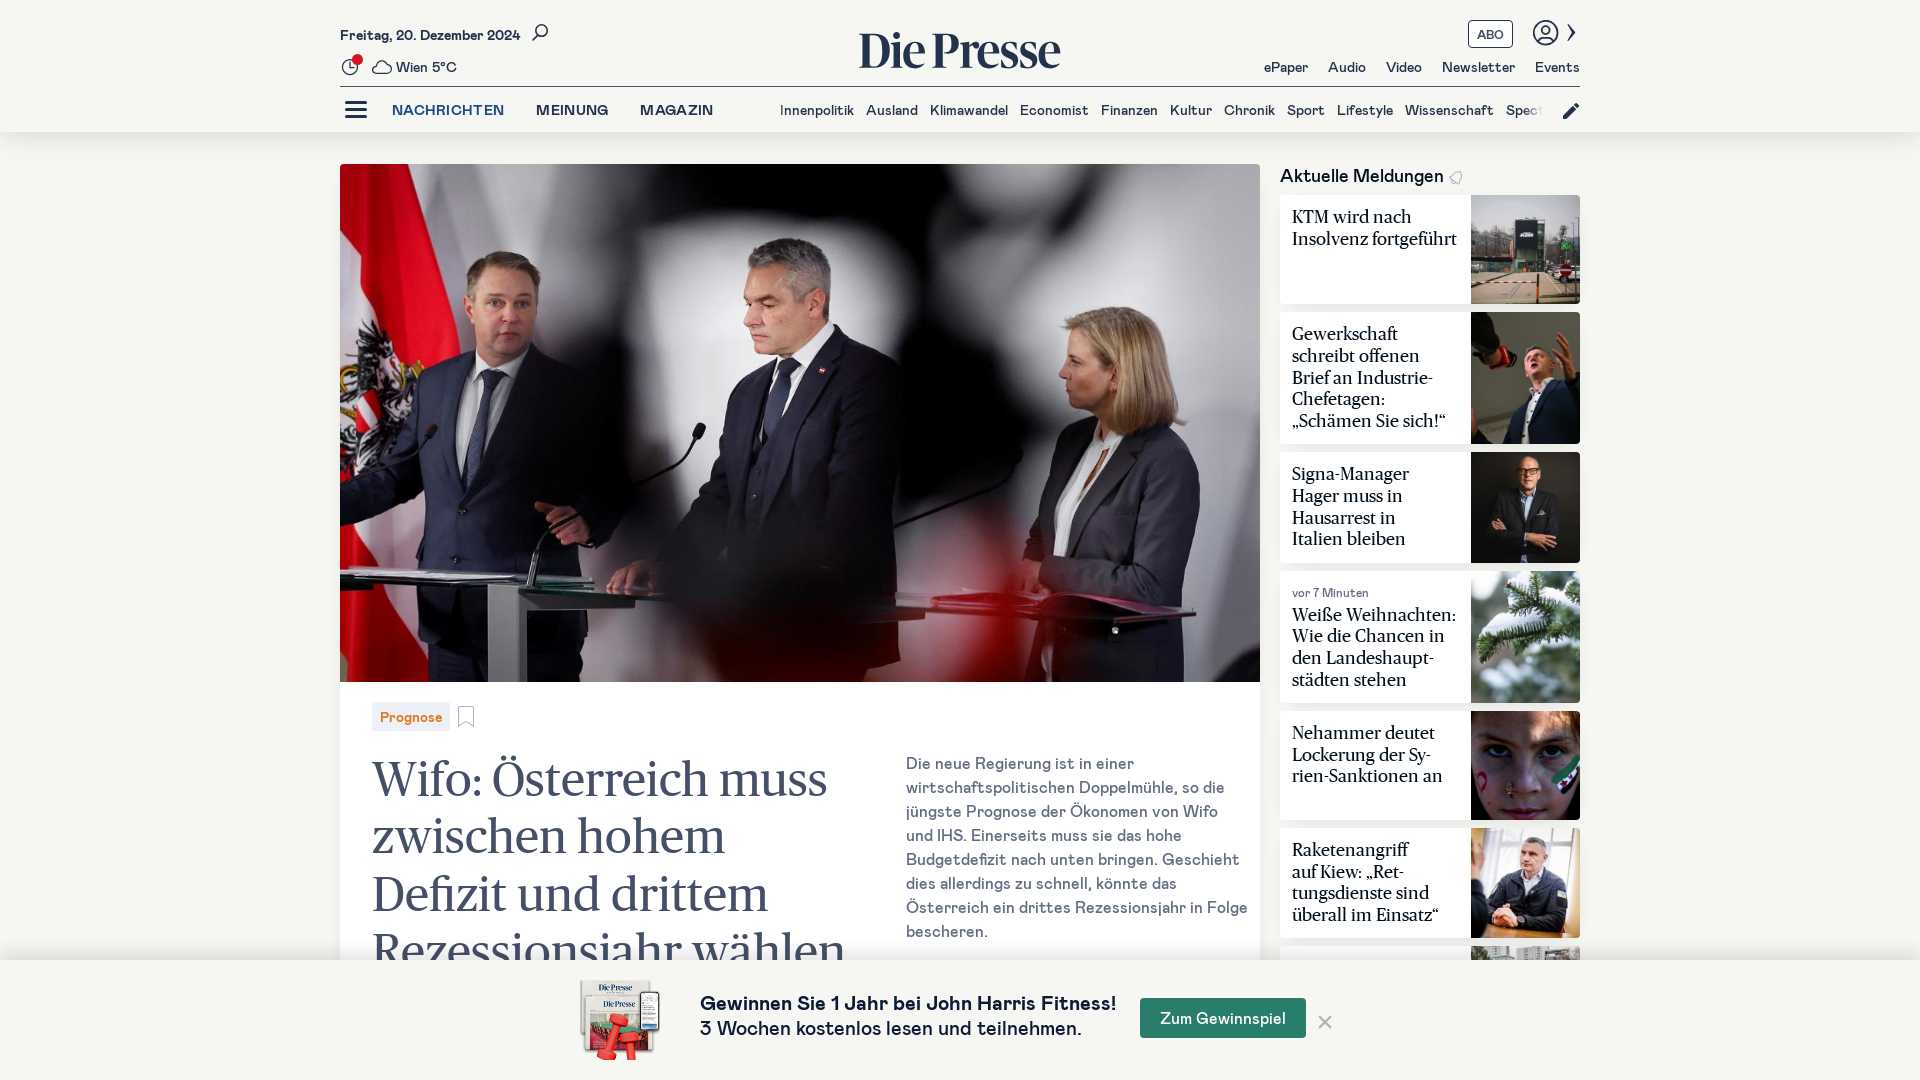 Freitag, 20. Dezember 2024
Wien 5°C
Die Presse
ABO
ePaper Audio Video Newsletter Events
NACHRICHTEN MEINUNG MAGAZIN
Innenpolitik Ausland Klimawandel Economist Finanzen Kultur Chronik Sport Lifestyle Wissenschaft Spect
Prognose
Wifo: Österreich muss
zwischen hohem
Defizit und drittem
Rezessionsjahr wählen
Die neue Regierung ist in einer
wirtschaftspolitischen Doppelmühle, so die
jüngste Prognose der Ökonomen von Wifo
und IHS. Einerseits muss sie das hohe
Budgetdefizit nach unten bringen. Geschieht
dies allerdings zu schnell, könnte das
Österreich ein drittes Rezessionsjahr in Folge
bescheren.
Aktuelle Meldungen
KTM wird nach
Insolvenz fortgeführt
Gewerkschaft
schreibt offenen
Brief an Industrie-
Chefetagen:
„Schämen Sie sich!“
Signa-Manager
Hager muss in
Hausarrest in
Italien bleiben
vor 7 Minuten
Weiße Weihnachten:
Wie die Chancen in
den Landeshaupt-
städten stehen
Nehammer deutet
Lockerung der Sy-
rien-Sanktionen an
Raketenangriff
auf Kiew: „Ret-
tungsdienste sind
überall im Einsatz“
Die Presse
Die Presse
Gewinnen Sie 1 Jahr bei John Harris Fitness!
3 Wochen kostenlos lesen und teilnehmen.
Zum Gewinnspiel